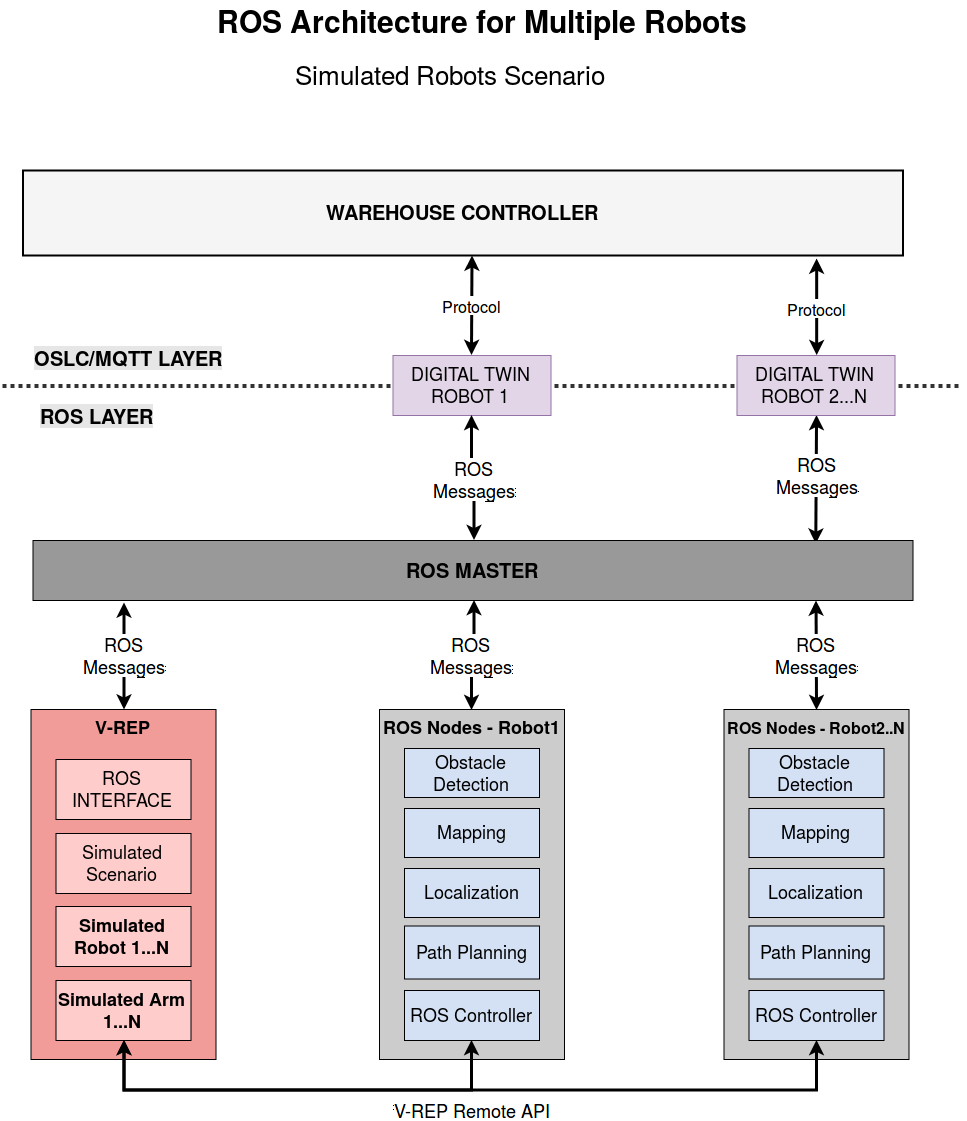 ROS Architecture for Multiple Robots
Simulated Robots Scenario
WAREHOUSE CONTROLLER
Protocol
Protocol
OSLC/MQTT LAYER
DIGITAL TWIN
ROBOT 1
DIGITAL TWIN
ROBOT 2...N
ROS LAYER
ROS
Messages
ROS
Messages
ROS MASTER
ROS
Messages
ROS
Messages
ROS
Messages
V-REP
ROS
INTERFACE
Simulated
Scenario
Simulated
Robot 1...N
Simulated Arm
1...N
ROS Nodes - Robot1
Obstacle
Detection
Mapping
Localization
Path Planning
ROS Controller
ROS Nodes - Robot2..N
Obstacle
Detection
Mapping
Localization
Path Planning
ROS Controller
V-REP Remote API